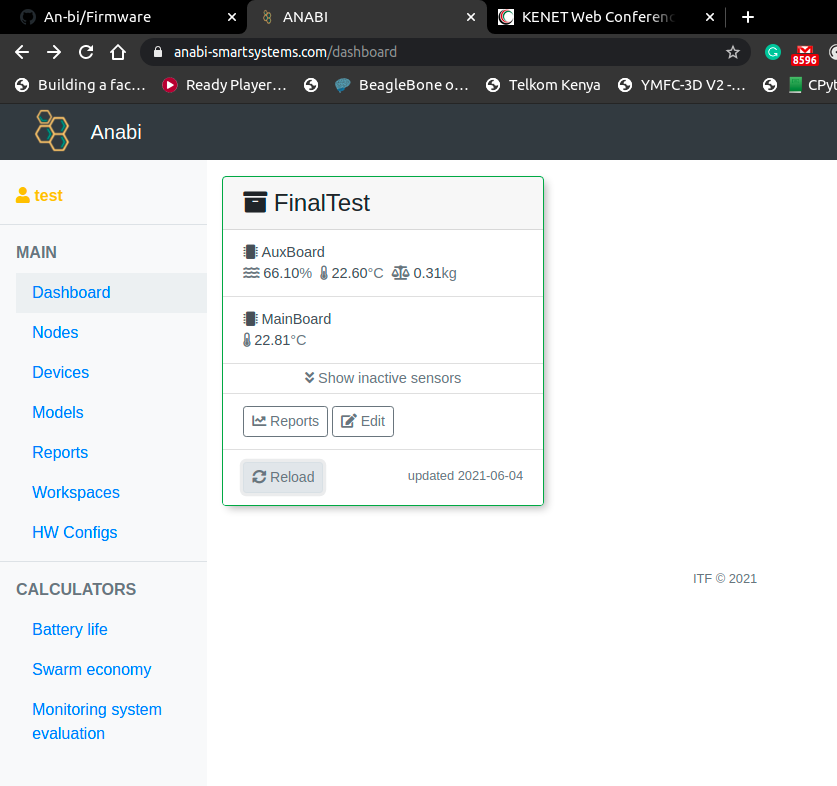 An-bi/Firmware
ANABI
KENET Web Conferenc
anabi-smartsystems.com/dashboard
8596
Building a fac...
Ready Player...
BeagleBone o...
Telkom Kenya
YMFC-3D V2 -...
CPyt
Anabi
test
MAIN
Dashboard
Nodes
Devices
Models
Reports
Workspaces
HW Configs
CALCULATORS
Battery life
Swarm economy
Monitoring system
evaluation
FinalTest
AuxBoard
66.10% 22.60°C 0.31kg
MainBoard
22.81°C
Show inactive sensors
Reports Edit
Reload updated 2021-06-04
ITF © 2021